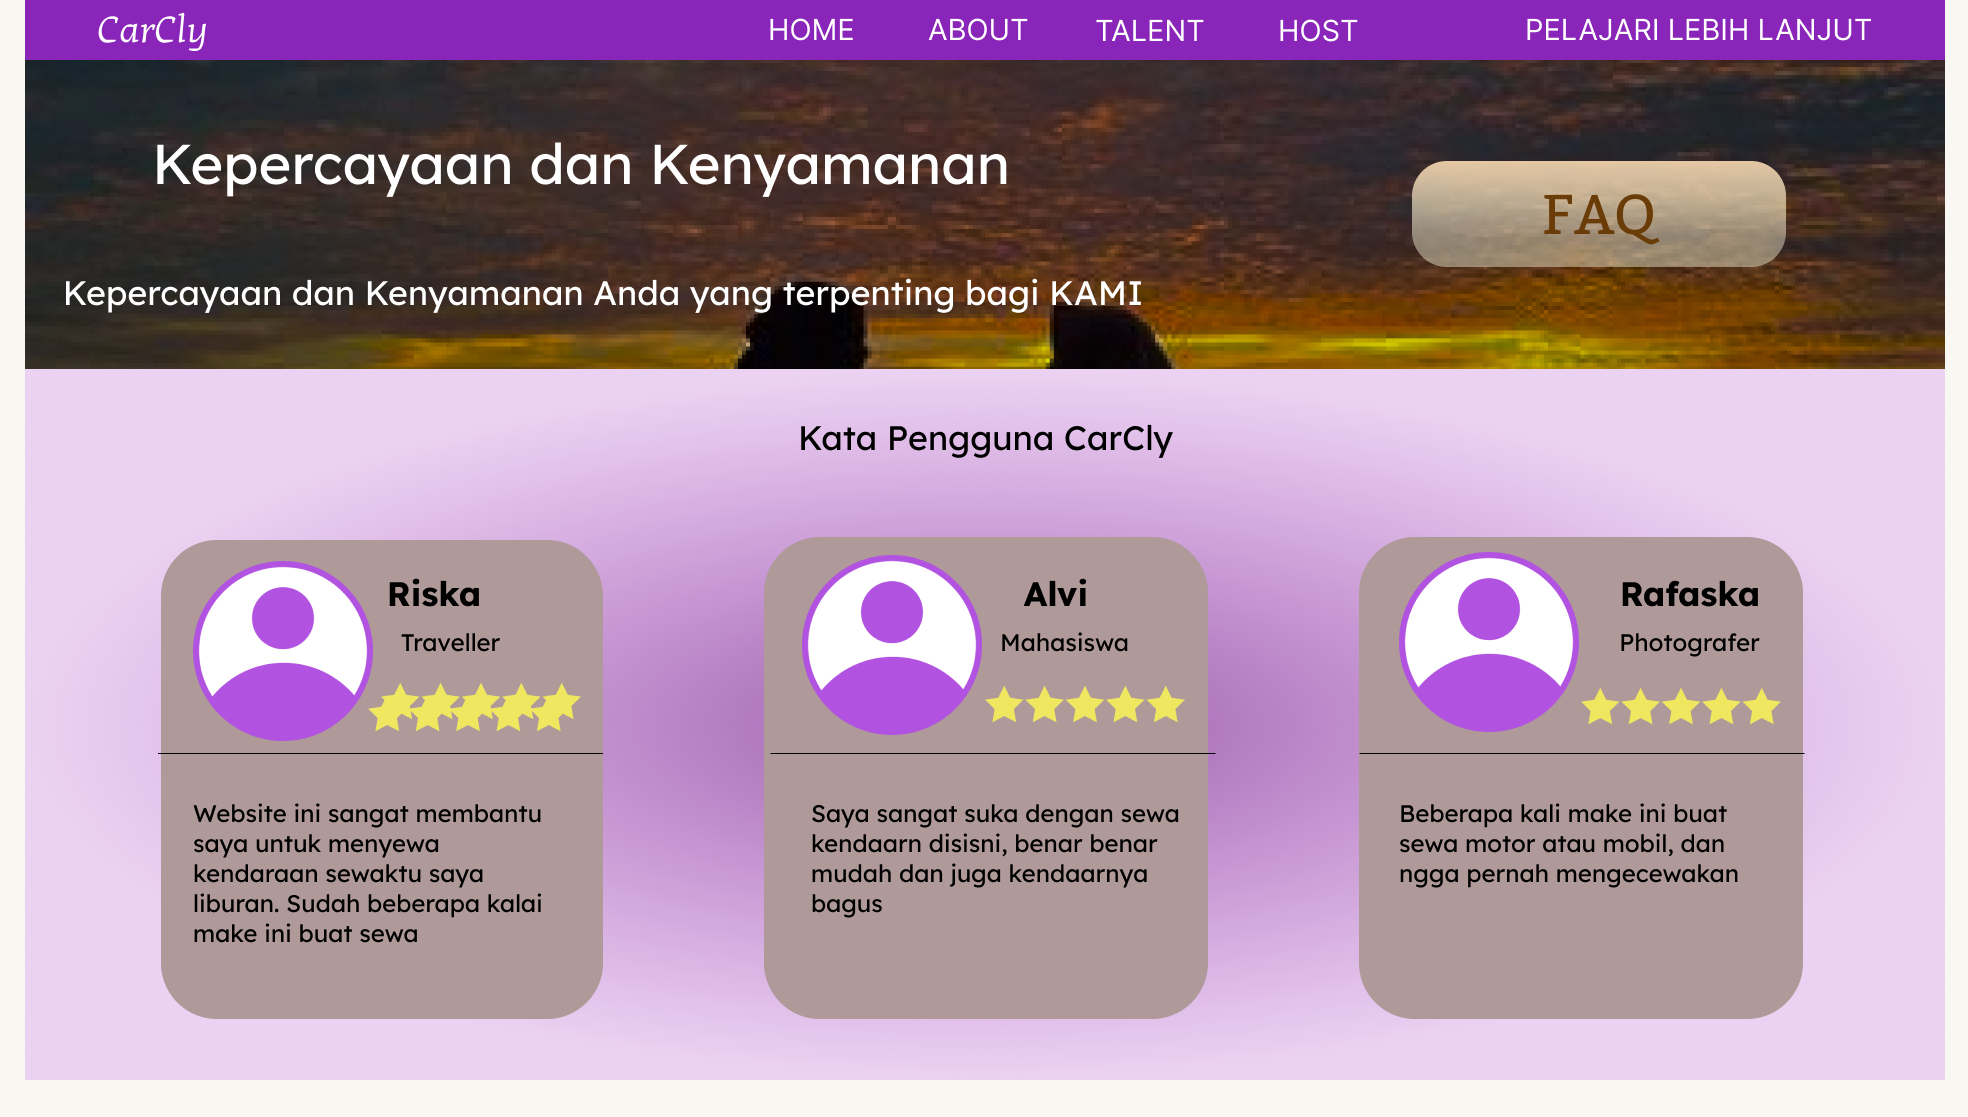 CarCly
HOME
ABOUT
TALENT
HOST
PELAJARI LEBIH LANJUT
Kepercayaan dan Kenyamanan
FAQ
Kepercayaan dan Kenyamanan Anda yang terpenting bagi KAMI
Kata Pengguna CarCly
Riska
Traveller
Website ini sangat membantu
saya untuk menyewa
kendaraan sewaktu saya
liburan. Sudah beberapa kalai
make ini buat sewa
Alvi
Mahasiswa
Saya sangat suka dengan sewa
kendaarn disisni, benar benar
mudah dan juga kendaarnya
bagus
Rafaska
Photografer
Beberapa kali make ini buat
sewa motor atau mobil, dan
ngga pernah mengecewakan